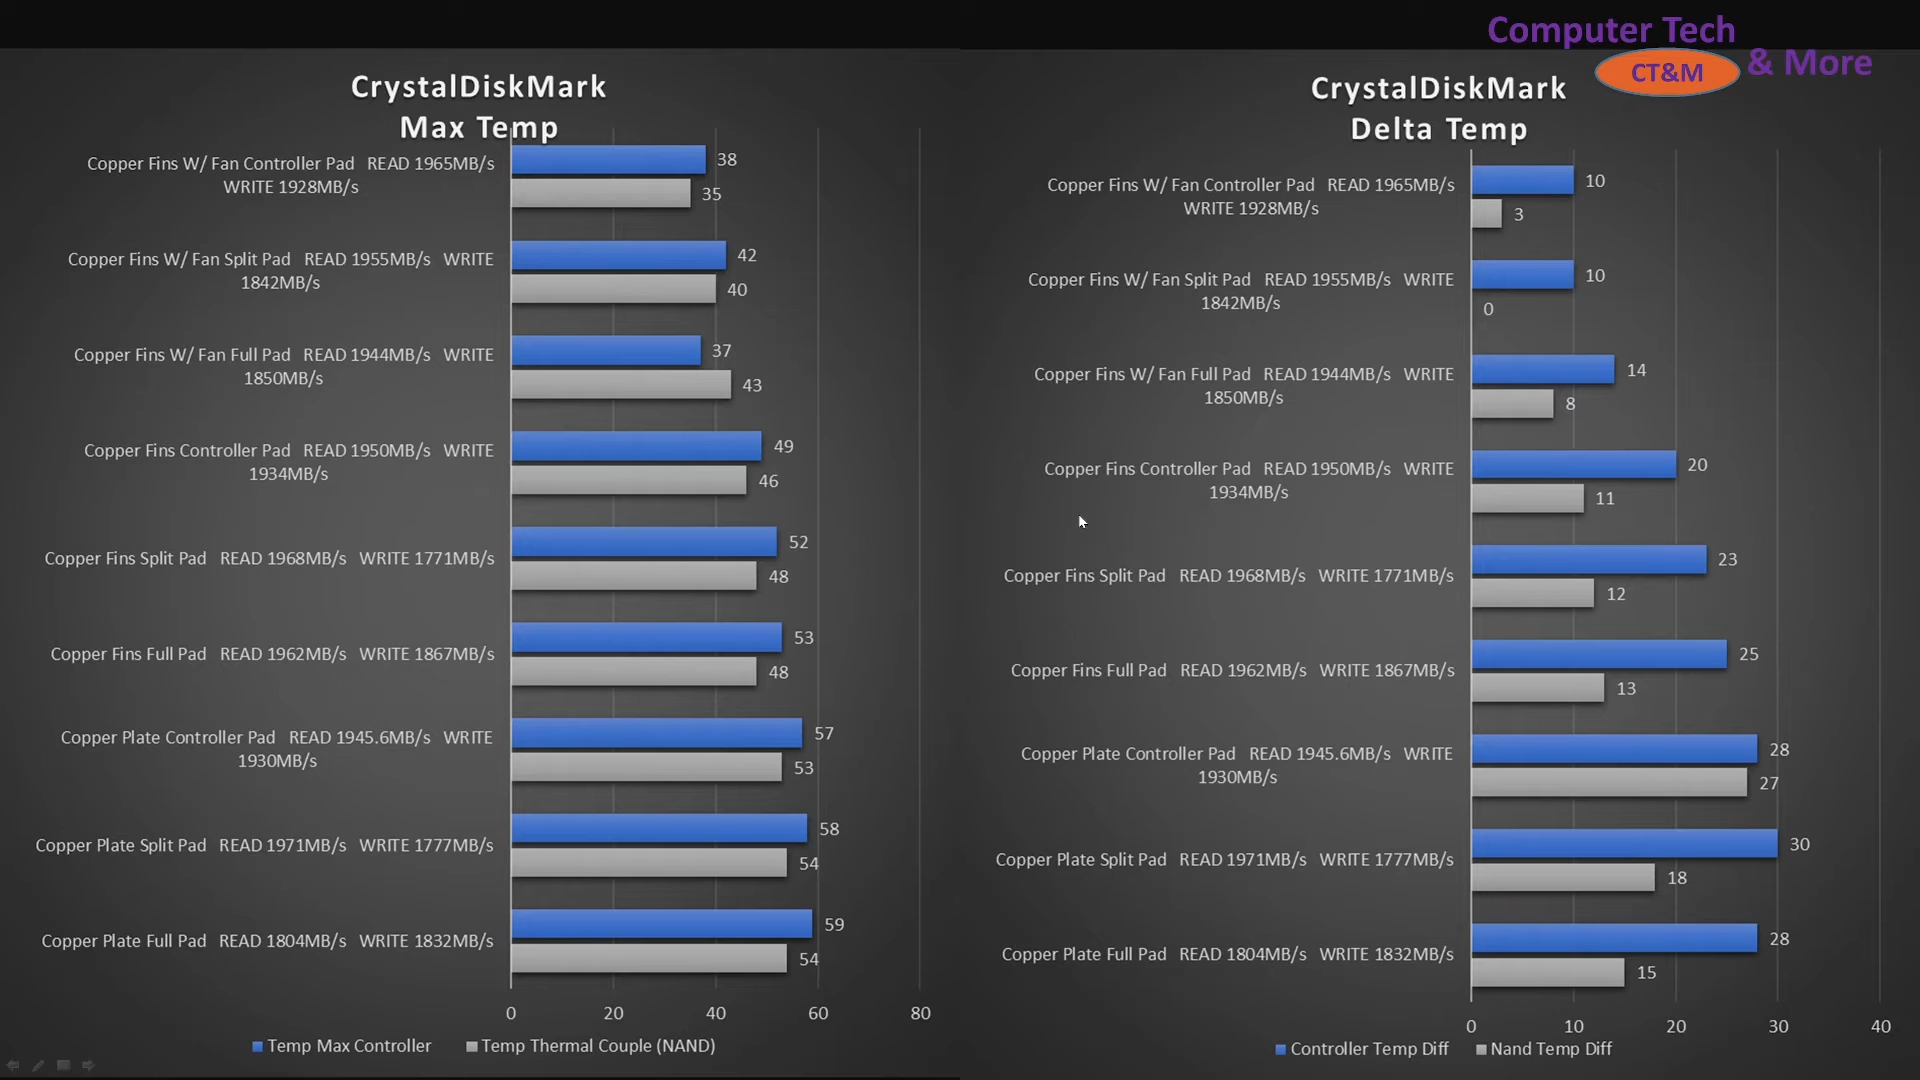 Computer Tech
& More
CT&M
CrystalDiskMark
Max Temp
Copper Fins W/ Fan Controller Pad READ 1965MB/s
WRITE 1928MB/s
38
35
Copper Fins W/ Fan Split Pad READ 1955MB/s WRITE
1842MB/s
42
40
Copper Fins W/ Fan Full Pad READ 1944MB/s WRITE
1850MB/s
37
43
Copper Fins Controller Pad READ 1950MB/s WRITE
1934MB/s
49
46
Copper Fins Split Pad READ 1968MB/s WRITE 1771MB/s
52
48
Copper Fins Full Pad READ 1962MB/s WRITE 1867MB/s
53
48
Copper Plate Controller Pad READ 1945.6MB/s WRITE
1930MB/s
57
53
Copper Plate Split Pad READ 1971MB/s WRITE 1777MB/s
58
54
Copper Plate Full Pad READ 1804MB/s WRITE 1832MB/s
59
54
0 20 40 60 80
Temp Max Controller Temp Thermal Couple (NAND)
CrystalDiskMark
Delta Temp
Copper Fins W/ Fan Controller Pad READ 1965MB/s
WRITE 1928MB/s
10
3
Copper Fins W/ Fan Split Pad READ 1955MB/s WRITE
1842MB/s
10
0
Copper Fins W/ Fan Full Pad READ 1944MB/s WRITE
1850MB/s
14
8
Copper Fins Controller Pad READ 1950MB/s WRITE
1934MB/s
20
11
Copper Fins Split Pad READ 1968MB/s WRITE 1771MB/s
23
12
Copper Fins Full Pad READ 1962MB/s WRITE 1867MB/s
25
13
Copper Plate Controller Pad READ 1945.6MB/s WRITE
1930MB/s
28
27
Copper Plate Split Pad READ 1971MB/s WRITE 1777MB/s
30
18
Copper Plate Full Pad READ 1804MB/s WRITE 1832MB/s
28
15
0 10 20 30 40
Controller Temp Diff Nand Temp Diff